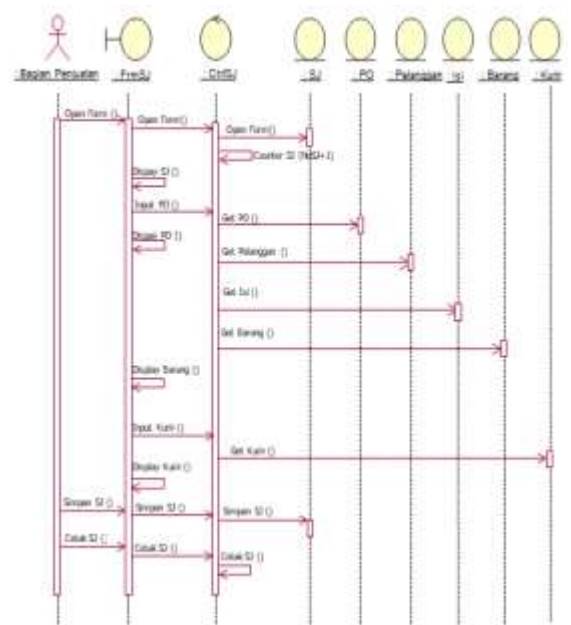 : Bagian Penjualan : FrmSJ : CtrlSJ : SJ : PO : Pelanggan : Isi : Barang : Kurir
Open Form ()
Open Form()
Open Form()
Counter SJ (NoSJ+1)
Display SJ ()
Input PO ()
Get PO ()
Display PO ()
Get Pelanggan ()
Get Isi ()
Get Barang ()
Display Barang ()
Input Kurir ()
Get Kurir ()
Display Kurir ()
Simpan SJ ()
Simpan SJ ()
Simpan SJ ()
Cetak SJ ()
Cetak SJ ()
Cetak SJ ()